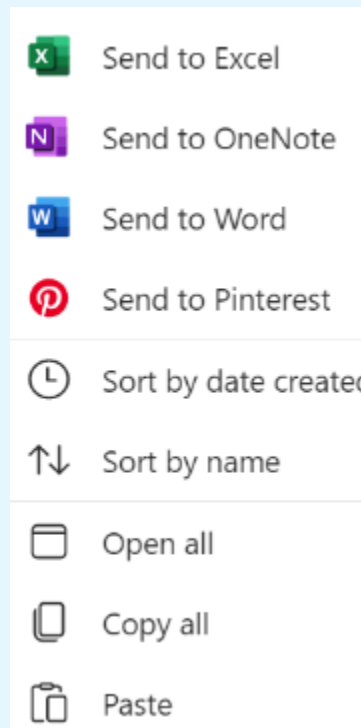 Send to Excel
Send to OneNote
Send to Word
Send to Pinterest
Sort by date created
Sort by name
Open all
Copy all
Paste